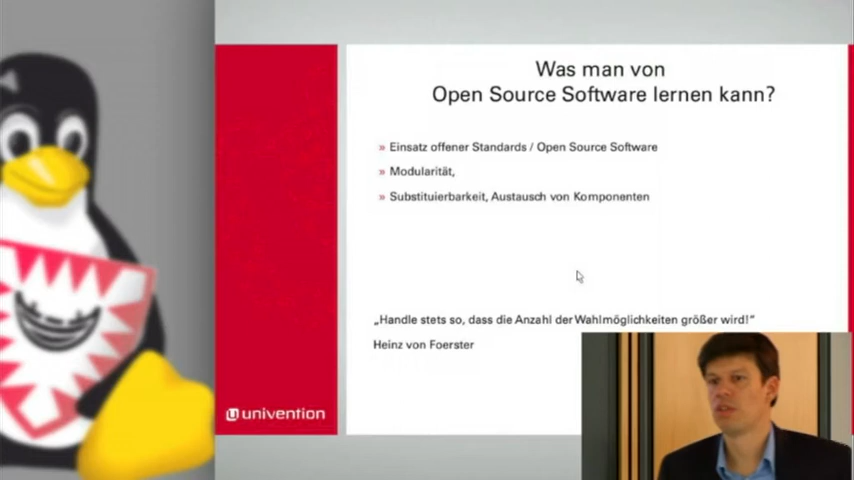 Was man von
Open Source Software lernen kann?
» Einsatz offener Standards / Open Source Software
» Modularität,
» Substituierbarkeit, Austausch von Komponenten
„Handle stets so, dass die Anzahl der Wahlmöglichkeiten größer wird!“
Heinz von Foerster
univention